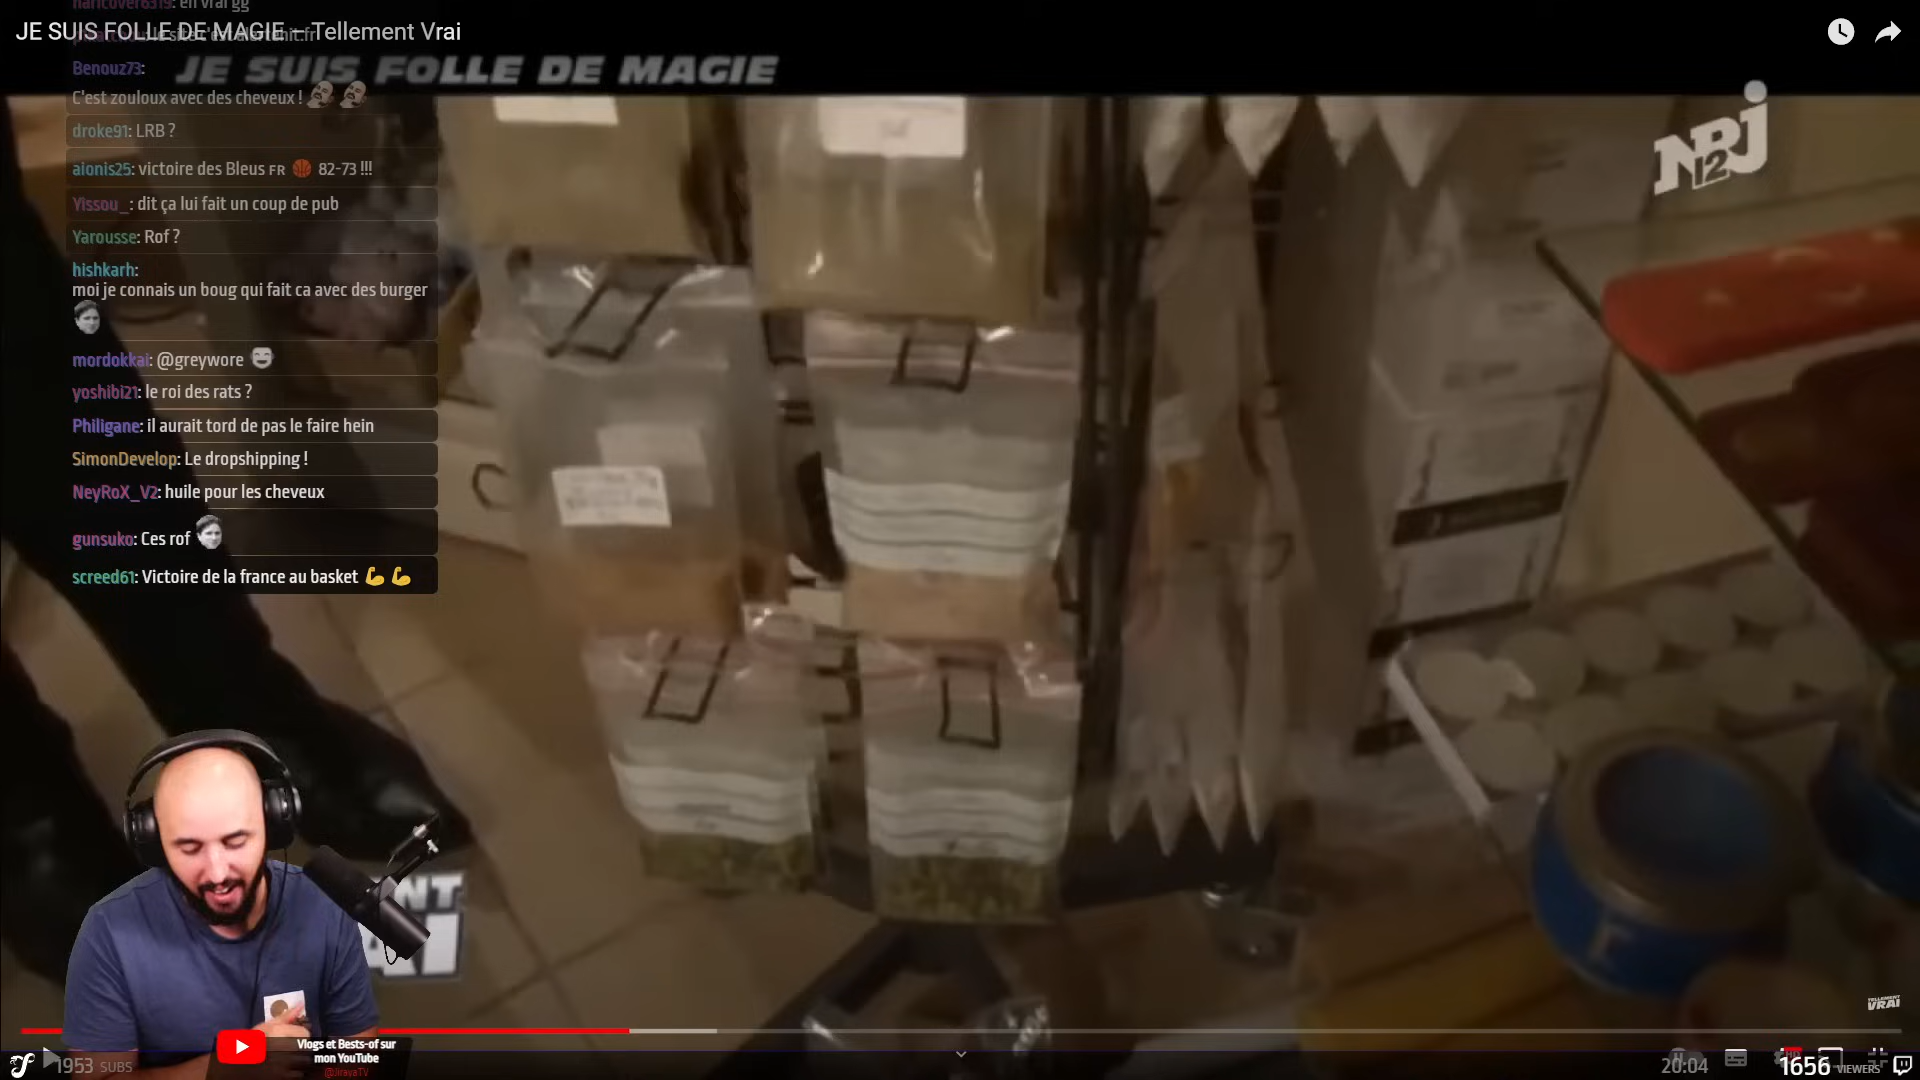 JE SUIS FOLLE DE MAGIE – Tellement Vrai
JE SUIS FOLLE DE MAGIE
Benouz73:
C'est zouloux avec des cheveux !
droke91: LRB ?
aionis25: victoire des Bleus FR 🏀 82-73 !!!
Yissou_: dit ça lui fait un coup de pub
Yarousse: Rof ?
hishkarh:
moi je connais un boug qui fait ca avec des burger
mordokkai: @greywore
yoshibi21: le roi des rats ?
Philigane: il aurait tord de pas le faire hein
SimonDevelop: Le dropshipping !
NeyRoX_V2: huile pour les cheveux
gunsuko: Ces rof
screed61: Victoire de la france au basket 💪 💪
NRJ
12
Vlogs et Bests-of sur
mon YouTube
@JirayaTV
1953 SUBS
TELLEMENT
VRAI
20:04
1656 VIEWERS